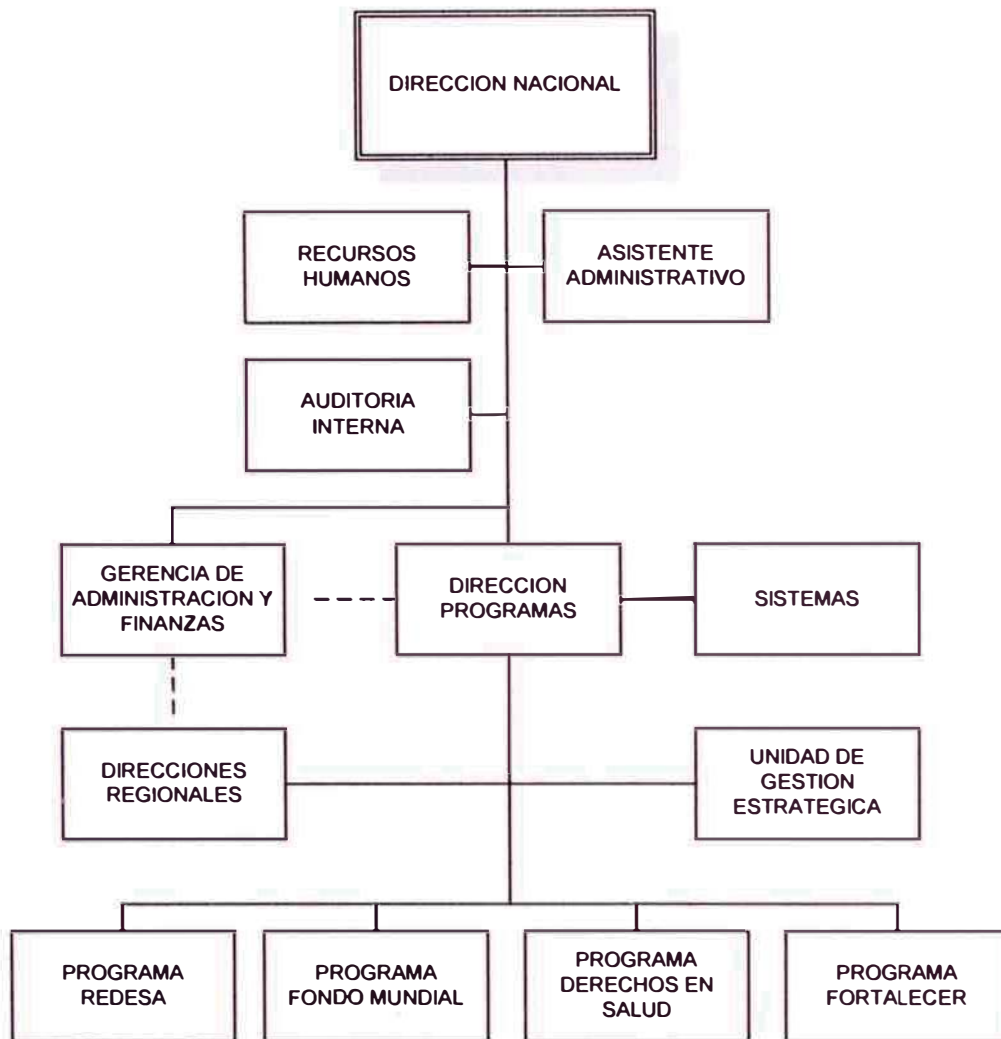 DIRECCION NACIONAL
RECURSOS
HUMANOS
ASISTENTE
ADMINISTRATIVO
AUDITORIA
INTERNA
GERENCIA DE
ADMINISTRACION Y
FINANZAS
DIRECCION
PROGRAMAS
SISTEMAS
DIRECCIONES
REGIONALES
UNIDAD DE
GESTION
ESTRATEGICA
PROGRAMA
REDESA
PROGRAMA
FONDO MUNDIAL
PROGRAMA
DERECHOS EN
SALUD
PROGRAMA
FORTALECER